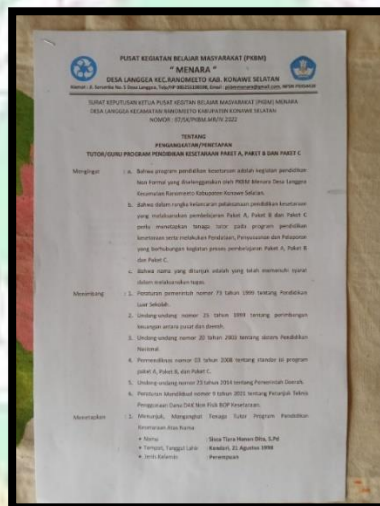 PUSAT KEGIATAN BELAJAR MASYARAKAT (PKBM)
" MENARA "
DESA LANGGEA KEC.RANOMEETO KAB. KONAWE SELATAN
SURAT KEPUTUSAN KETUA PUSAT KEGIATAN BELAJAR MASYARAKAT (PKBM) MENARA
DESA LANGGEA KECAMATAN RANOMEETO KABUPATEN KONAWE SELATAN
TENTANG
PENGANGKATAN/PENETAPAN
TUTOR/GURU PROGRAM PENDIDIKAN KESETARAAN PAKET A, PAKET B DAN PAKET C
Mengingat : a. Bahwa program pendidikan kesetaraan adalah kegiatan pendidikan
Non Formal yang diselenggarakan oleh PKBM Menara Desa Langgea
Kecamatan Ranomeeto Kabupaten Konawe Selatan.
b. Bahwa dalam rangka kelancaran pelaksanaan pendidikan kesetaraan
yang melaksanakan pembelajaran Paket A, Paket B dan Paket C
perlu menetapkan tenaga tutor pada program pendidikan
kesetaraan serta melakukan Pendataan, Penyusunan dan Pelaporan
yang berhubungan kegiatan proses pembelajaran Paket A, Paket B
dan Paket C.
c. Bahwa nama yang ditunjuk adalah yang telah memenuhi syarat
dalam melaksanakan tugas.
Menimbang : 1. Peraturan pemerintah nomor 73 tahun 1999 tentang Pendidikan
Luar Sekolah.
2. Undang-undang nomor 25 tahun 1999 tentang perimbangan
keuangan antara pusat dan daerah.
3. Undang-undang nomor 20 tahun 2003 tentang sistem Pendidikan
Nasional.
4. Permendiknas nomor 03 tahun 2008 tentang standar isi program
paket A, Paket B, dan Paket C.
5. Undang-undang nomor 23 tahun 2014 tentang Pemerintah Daerah.
6. Peraturan Mendikbud nomor 9 tahun 2021 tentang Petunjuk Teknis
Penggunaan Dana DAK Non Fisik BOP Kesetaraan.
Menetapkan : 1. Menunjuk, Mengangkat Tenaga Tutor Program Pendidikan
Kesetaraan Atas Nama
• Nama :
• Tempat, Tanggal Lahir : Kendari, 21 Agustus 1998
• Jenis Kelamin : Perempuan